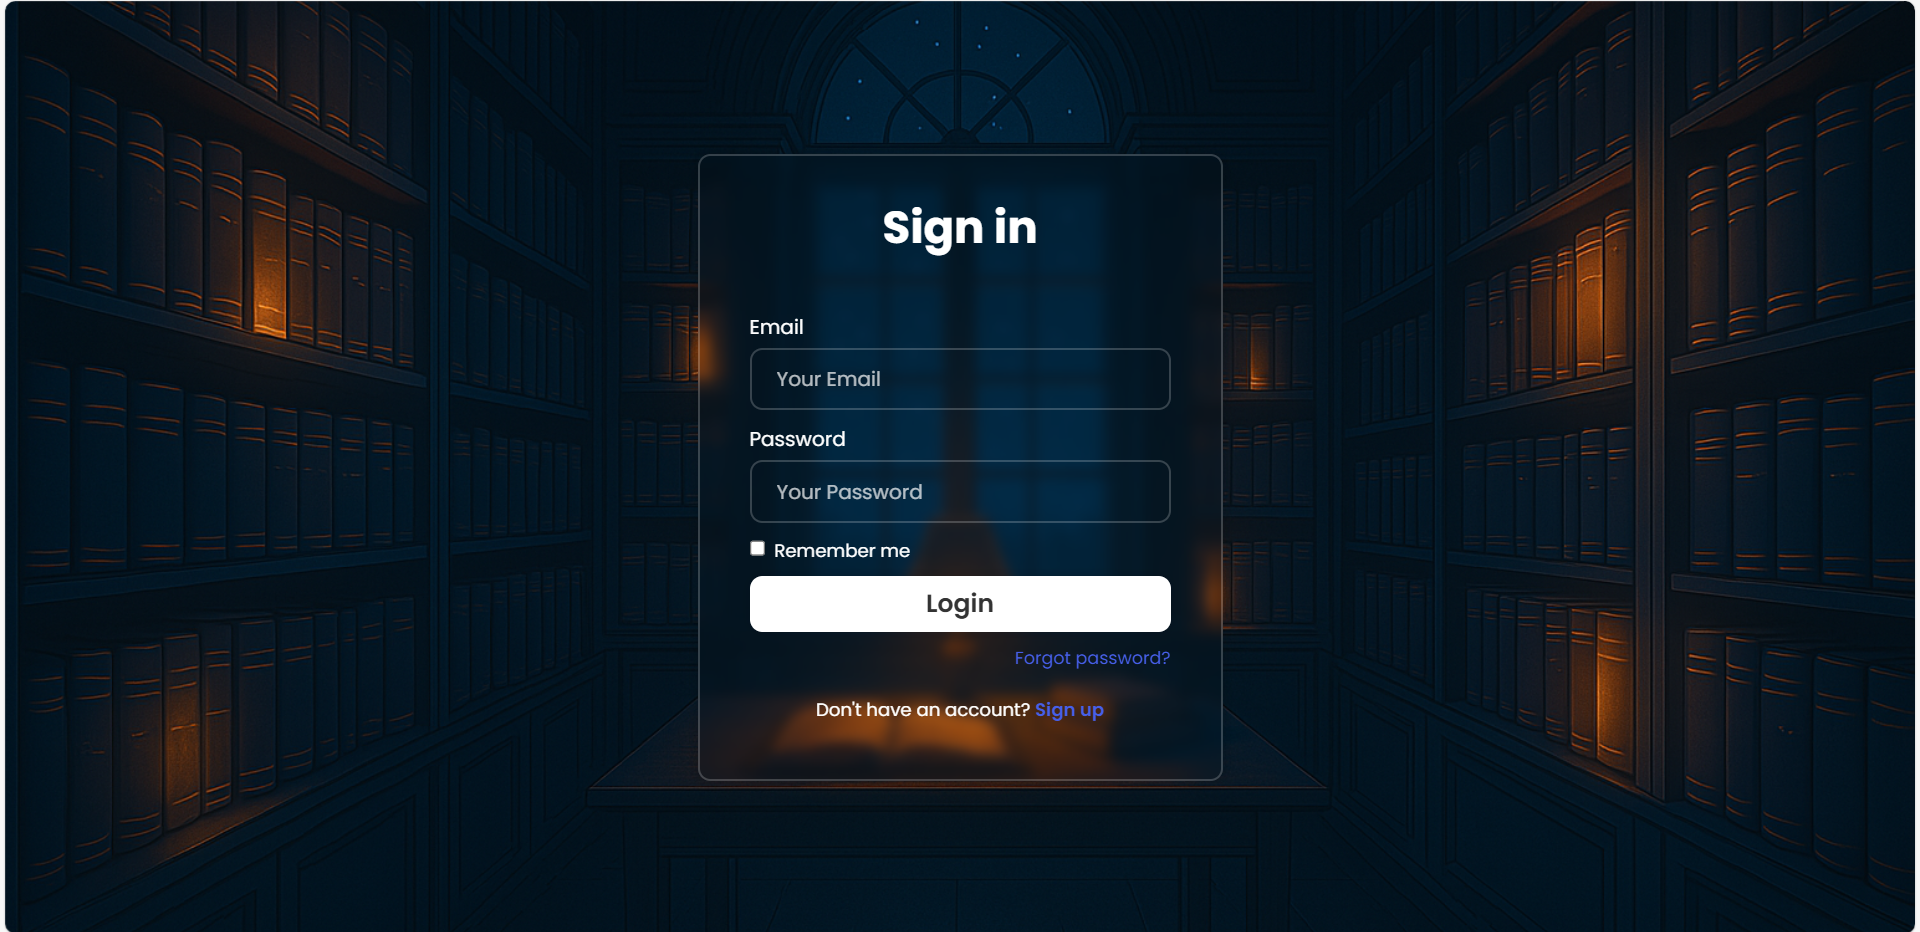 Sign in
Email
Your Email
Password
Your Password
Remember me
Login
Forgot password?
Don't have an account? Sign up